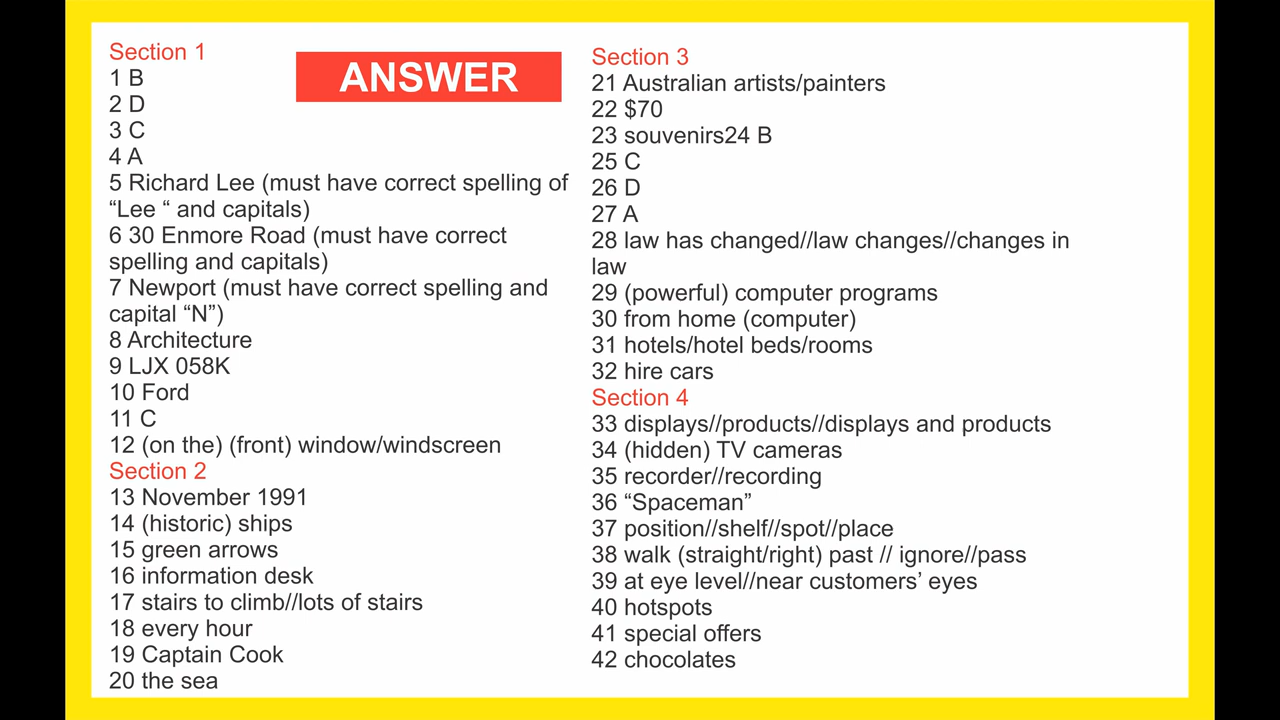 Section 1
1 B
2 D
3 C
4 A
5 Richard Lee (must have correct spelling of
“Lee “ and capitals)
6 30 Enmore Road (must have correct
spelling and capitals)
7 Newport (must have correct spelling and
capital “N”)
8 Architecture
9 LJX 058K
10 Ford
11 C
12 (on the) (front) window/windscreen
Section 2
13 November 1991
14 (historic) ships
15 green arrows
16 information desk
17 stairs to climb//lots of stairs
18 every hour
19 Captain Cook
20 the sea
ANSWER
Section 3
21 Australian artists/painters
22 $70
23 souvenirs24 B
25 C
26 D
27 A
28 law has changed//law changes//changes in
law
29 (powerful) computer programs
30 from home (computer)
31 hotels/hotel beds/rooms
32 hire cars
Section 4
33 displays//products//displays and products
34 (hidden) TV cameras
35 recorder//recording
36 “Spaceman”
37 position//shelf//spot//place
38 walk (straight/right) past // ignore//pass
39 at eye level//near customers’ eyes
40 hotspots
41 special offers
42 chocolates